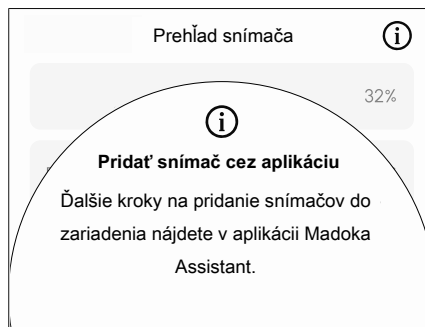 Prehľad snímača
32%
Pridať snímač cez aplikáciu
Ďalšie kroky na pridanie snímačov do
zariadenia nájdete v aplikácii Madoka
Assistant.